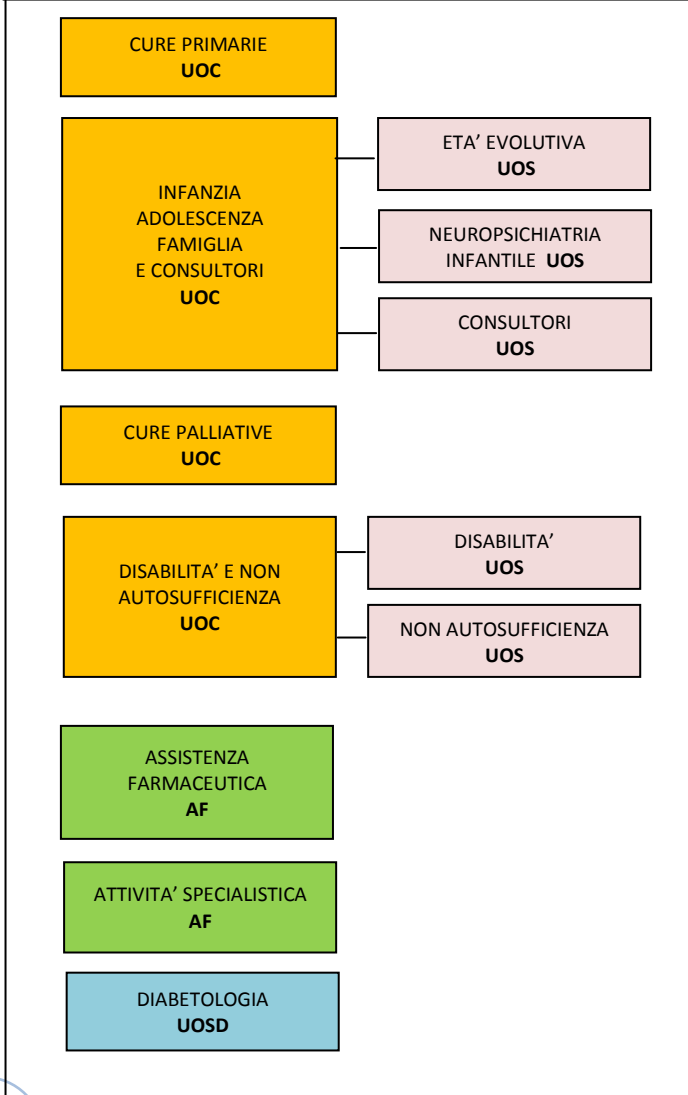 CURE PRIMARIE
UOC
INFANZIA
ADOLESCENZA
FAMIGLIA
E CONSULTORI
UOC
ETA’ EVOLUTIVA
UOS
NEUROPSICHIATRIA
INFANTILE UOS
CONSULTORI
UOS
CURE PALLIATIVE
UOC
DISABILITA’ E NON
AUTOSUFFICIENZA
UOC
DISABILITA’
UOS
NON AUTOSUFFICIENZA
UOS
ASSISTENZA
FARMACEUTICA
AF
ATTIVITA’ SPECIALISTICA
AF
DIABETOLOGIA
UOSD